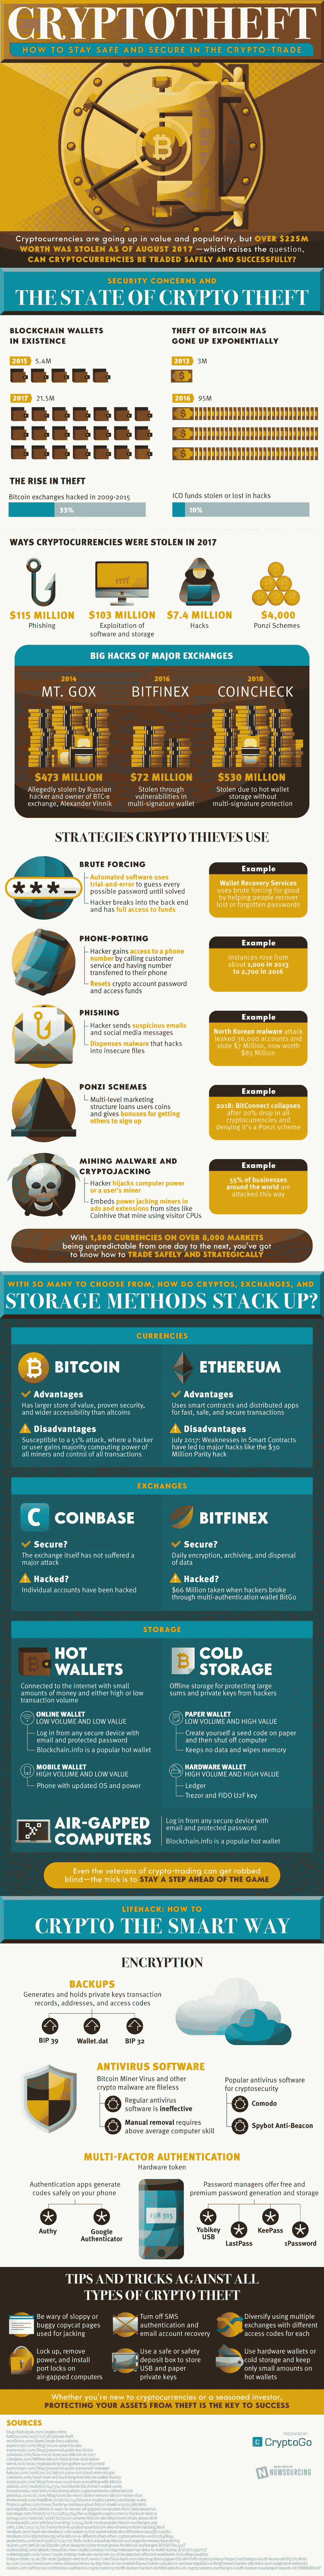 CRYPTOTHEFT
HOW TO STAY SAFE AND SECURE IN THE CRYPTO-TRADE
Cryptocurrencies are going up in value and popularity, but OVER $225M
WORTH WAS STOLEN AS OF AUGUST 2017 —which raises the question,
CAN CRYPTOCURRENCIES BE TRADED SAFELY AND SUCCESSFULLY?
SECURITY CONCERNS AND
THE STATE OF CRYPTO THEFT
BLOCKCHAIN WALLETS
IN EXISTENCE
2015 5.4M
2017 21.5M
THEFT OF BITCOIN HAS
GONE UP EXPONENTIALLY
2013 3M
2016 95M
THE RISE IN THEFT
Bitcoin exchanges hacked in 2009-2015
33%
ICO funds stolen or lost in hacks
10%
WAYS CRYPTOCURRENCIES WERE STOLEN IN 2017
$115 MILLION
Phishing
$103 MILLION
Exploitation of
software and storage
$7.4 MILLION
Hacks
$4,000
Ponzi Schemes
BIG HACKS OF MAJOR EXCHANGES
2014
MT. GOX
$473 MILLION
Allegedly stolen by Russian
hacker and owner of BTC-e
exchange, Alexander Vinnik
2016
BITFINEX
$72 MILLION
Stolen through
vulnerabilities in
multi-signature wallet
2018
COINCHECK
$530 MILLION
Stolen due to hot wallet
storage without
multi-signature protection
STRATEGIES CRYPTO THIEVES USE
BRUTE FORCING
Automated software uses
trial-and-error to guess every
possible password until solved
Hacker breaks into the back end
and has full access to funds
Example
Wallet Recovery Services
uses brute forcing for good
by helping people recover
lost or forgotten passwords
PHONE-PORTING
Hacker gains access to a phone
number by calling customer
service and having number
transferred to their phone
Resets crypto account password
and access funds
Example
Instances rose from
about 1,000 in 2013
to 2,700 in 2016
PHISHING
Hacker sends suspicious emails
and social media messages
Dispenses malware that hacks
into insecure files
Example
North Korean malware attack
leaked 36,000 accounts and
stole $7 Million, now worth
$83 Million
PONZI SCHEMES
Multi-level marketing
structure loans users coins
and gives bonuses for getting
others to sign up
Example
2018: BitConnect collapses
after 20% drop in all
cryptocurrencies and
denying it's a Ponzi scheme
MINING MALWARE AND
CRYPTOJACKING
Hacker hijacks computer power
or a user's miner
Embeds power jacking miners in
ads and extensions from sites like
Coinhive that mine using visitor CPUs
Example
55% of businesses
around the world are
attacked this way
With 1,500 CURRENCIES ON OVER 8,000 MARKETS
being unpredictable from one day to the next, you've got
to know how to TRADE SAFELY AND STRATEGICALLY
WITH SO MANY TO CHOOSE FROM, HOW DO CRYPTOS, EXCHANGES, AND
STORAGE METHODS STACK UP?
CURRENCIES
BITCOIN
Advantages
Has larger store of value, proven security,
and wider accessibility than altcoins
Disadvantages
Susceptible to a 51% attack, where a hacker
or user gains majority computing power of
all miners and control of all transactions
ETHEREUM
Advantages
Uses smart contracts and distributed apps
for fast, safe, and secure transactions
Disadvantages
July 2017: Weaknesses in Smart Contracts
have led to major hacks like the $30
Million Parity hack
EXCHANGES
COINBASE
Secure?
The exchange itself has not suffered a
major attack
Hacked?
Individual accounts have been hacked
BITFINEX
Secure?
Daily encryption, archiving, and dispersal
of data
Hacked?
$66 Million taken when hackers broke
through multi-authentication wallet BitGo
STORAGE
HOT
WALLETS
Connected to the internet with small
amounts of money and either high or low
transaction volume
ONLINE WALLET
LOW VOLUME AND LOW VALUE
Log in from any secure device with
email and protected password
Blockchain.info is a popular hot wallet
MOBILE WALLET
HIGH VOLUME AND LOW VALUE
Phone with updated OS and power
COLD
STORAGE
Offline storage for protecting large
sums and private keys from hackers
PAPER WALLET
LOW VOLUME AND HIGH VALUE
Create yourself a seed code on paper
and then shut off computer
Keeps no data and wipes memory
HARDWARE WALLET
HIGH VOLUME AND HIGH VALUE
Ledger
Trezor and FIDO U2F key
AIR-GAPPED
COMPUTERS
Log in from any secure device with
email and protected password
Blockchain.info is a popular hot wallet
Even the veterans of crypto-trading can get robbed
blind—the trick is to STAY A STEP AHEAD OF THE GAME
LIFEHACK: HOW TO
CRYPTO THE SMART WAY
ENCRYPTION
BACKUPS
Generates and holds private keys transaction
records, addresses, and access codes
BIP 39
Wallet.dat
BIP 32
ANTIVIRUS SOFTWARE
Bitcoin Miner Virus and other
crypto malware are fileless
Regular antivirus
software is ineffective
Manual removal requires
above average computer skill
Popular antivirus software
for cryptosecurity
Comodo
Spybot Anti-Beacon
MULTI-FACTOR AUTHENTICATION
Hardware token
Authentication apps generate
codes safely on your phone
Authy
Google
Authenticator
198 315
Password managers offer free and
premium password generation and storage
Yubikey
USB
LastPass
KeePass
1Password
TIPS AND TRICKS AGAINST ALL
TYPES OF CRYPTO THEFT
Be wary of sloppy or
buggy copycat pages
used for jacking
Turn off SMS
authentication and
email account recovery
Diversify using multiple
exchanges with different
access codes for each
Lock up, remove
power, and install
port locks on
air-gapped computers
Use a safe or safety
deposit box to store
USB and paper
private keys
Use hardware wallets or
cold storage and keep
only small amounts on
hot wallets
Whether you're new to cryptocurrencies or a seasoned investor,
PROTECTING YOUR ASSETS FROM THEFT IS THE KEY TO SUCCESS
SOURCES
PRESENTED BY
CryptoGo
NOWSOURCING